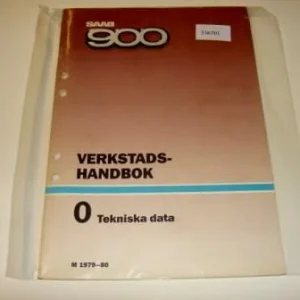 SAAB
900
VERKSTADS-
HANDBOK
0 Tekniska data
M 1979–80